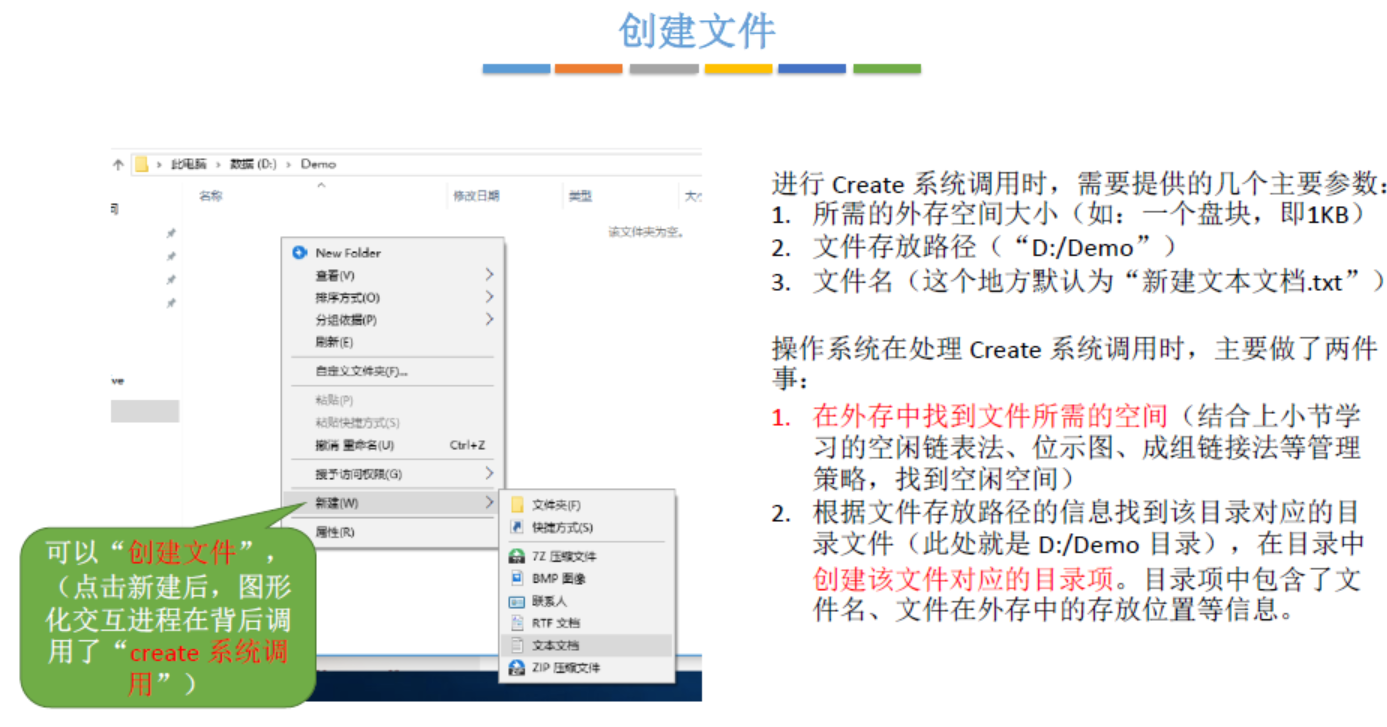 创建文件
此电脑 › 数据 (D:) › Demo
名称
修改日期
类型
该文件夹为空。
New Folder
查看(V)
排序方式(O)
分组依据(P)
刷新(E)
自定义文件夹(F)...
粘贴(P)
粘贴快捷方式(S)
撤消 重命名(U) Ctrl+Z
授予访问权限(G)
新建(W)
属性(R)
文件夹(F)
快捷方式(S)
7Z 压缩文件
BMP 图像
联系人
RTF 文档
文本文档
ZIP 压缩文件
可以“创建文件”，
（点击新建后，图形
化交互进程在背后调
用了“create 系统调
用”）
进行 Create 系统调用时，需要提供的几个主要参数：
1. 所需的外存空间大小（如：一个盘块，即1KB）
2. 文件存放路径（“D:/Demo”）
3. 文件名（这个地方默认为“新建文本文档.txt”）
操作系统在处理 Create 系统调用时，主要做了两件
事：
1. 在外存中找到文件所需的空间（结合上小节学
习的空闲链表法、位示图、成组链接法等管理
策略，找到空闲空间）
2. 根据文件存放路径的信息找到该目录对应的目
录文件（此处就是 D:/Demo 目录），在目录中
创建该文件对应的目录项。目录项中包含了文
件名、文件在外存中的存放位置等信息。